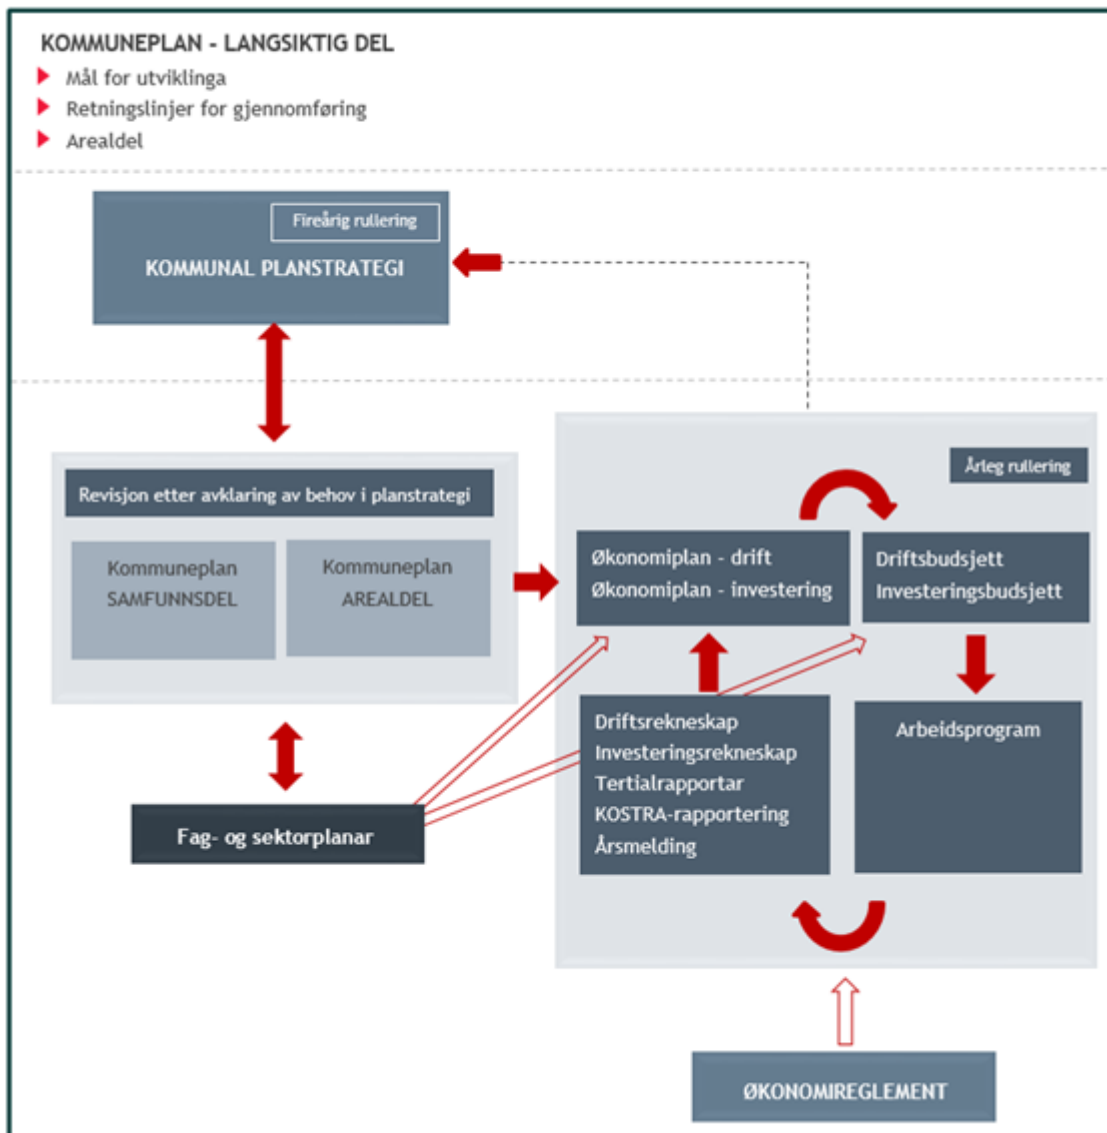 KOMMUNEPLAN - LANGSIKTIG DEL
Mål for utviklinga
Retningslinjer for gjennomføring
Arealdel
Fireårig rullering
KOMMUNAL PLANSTRATEGI
Årleg rullering
Revisjon etter avklaring av behov i planstrategi
Kommuneplan
SAMFUNNSDEL
Kommuneplan
AREALDEL
Økonomiplan - drift
Økonomiplan - investering
Driftsbudsjett
Investeringsbudsjett
Driftsrekneskap
Investeringsrekneskap
Tertialrapportar
KOSTRA-rapportering
Årsmelding
Arbeidsprogram
Fag- og sektorplanar
ØKONOMIREGLEMENT